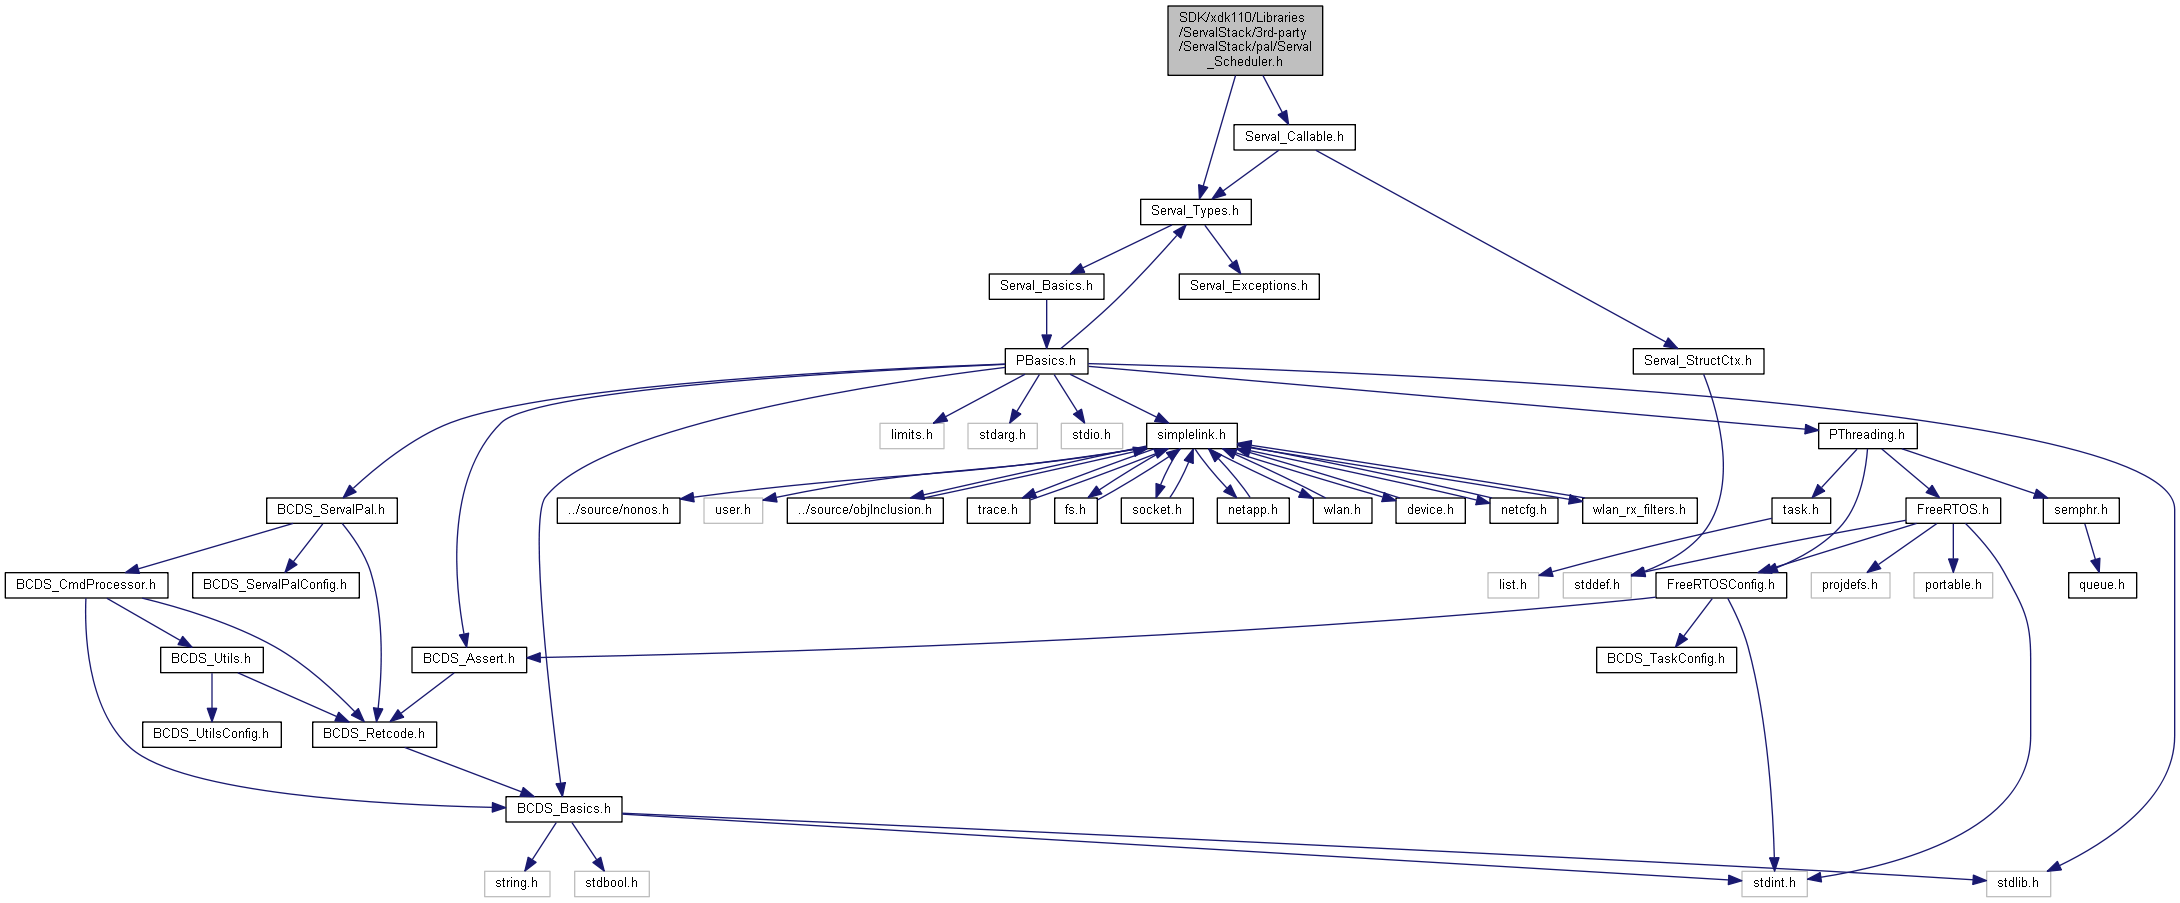 SDK/xdk110/Libraries
/ServalStack/3rd-party
/ServalStack/pal/Serval
_Scheduler.h
Serval_Callable.h
Serval_Types.h
Serval_Basics.h
Serval_Exceptions.h
PBasics.h
Serval_StructCtx.h
limits.h
stdarg.h
stdio.h
simplelink.h
PThreading.h
BCDS_ServalPal.h
../source/nonos.h
user.h
../source/objInclusion.h
trace.h
fs.h
socket.h
netapp.h
wlan.h
device.h
netcfg.h
wlan_rx_filters.h
task.h
FreeRTOS.h
semphr.h
BCDS_CmdProcessor.h
BCDS_ServalPalConfig.h
list.h
stddef.h
FreeRTOSConfig.h
projdefs.h
portable.h
queue.h
BCDS_Utils.h
BCDS_Assert.h
BCDS_TaskConfig.h
BCDS_UtilsConfig.h
BCDS_Retcode.h
BCDS_Basics.h
string.h
stdbool.h
stdint.h
stdlib.h